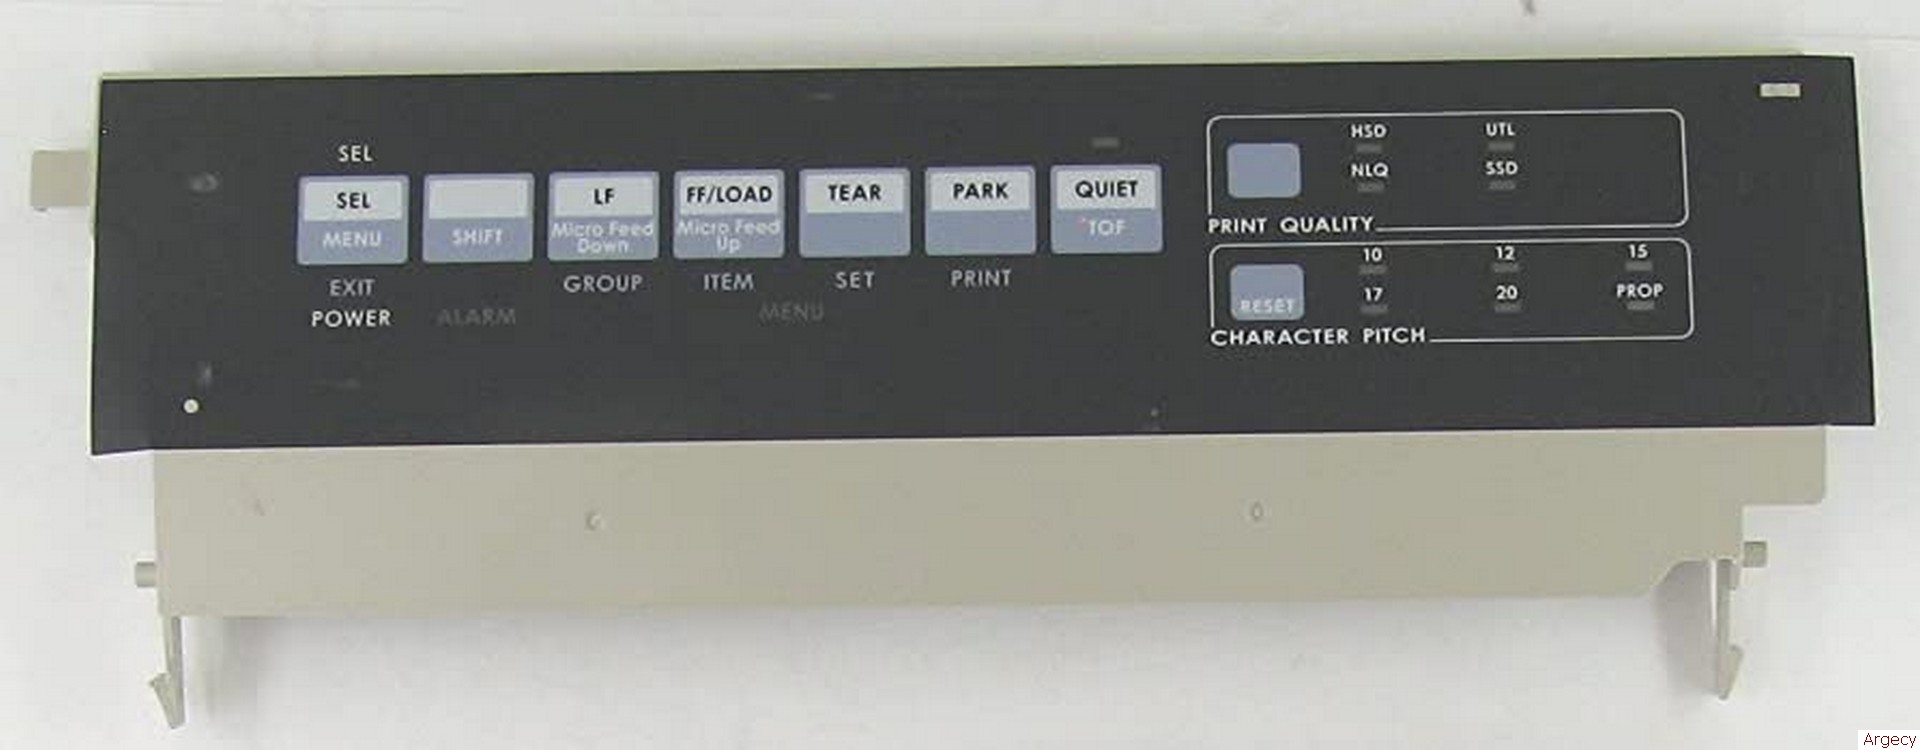 SEL
SEL
MENU
SHIFT
LF
Micro Feed
Down
FF/LOAD
Micro Feed
Up
TEAR
PARK
QUIET
TOF
EXIT
GROUP
ITEM
SET
PRINT
POWER
ALARM
MENU
HSD
UTL
NLQ
SSD
PRINT QUALITY
10
12
15
RESET
17
20
PROP
CHARACTER PITCH
Argecy